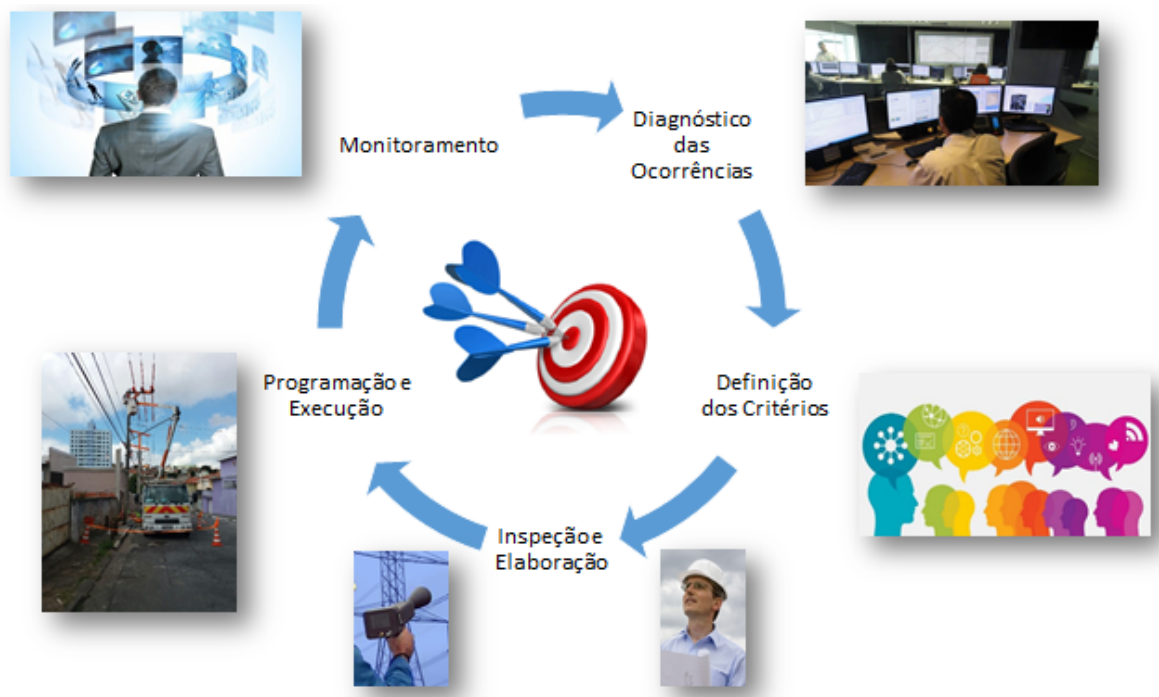 Monitoramento
Diagnóstico
das
Ocorrências
Definição
dos Critérios
Inspeção e
Elaboração
Programação e
Execução